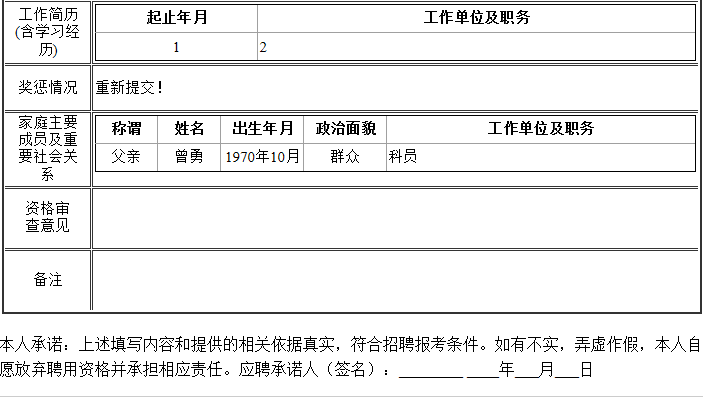 工作简历
(含学习经
历)
起止年月 工作单位及职务
1 2
奖惩情况 重新提交！
家庭主要
成员及重
要社会关
系
称谓 姓名 出生年月 政治面貌 工作单位及职务
父亲 曾勇 1970年10月 群众 科员
资格审
查意见
备注
本人承诺：上述填写内容和提供的相关依据真实，符合招聘报考条件。如有不实，弄虚作假，本人自
愿放弃聘用资格并承担相应责任。应聘承诺人（签名）：________ ____年___月___日